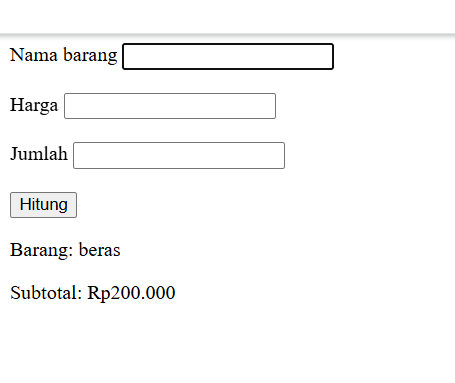 Nama barang
Harga
Jumlah
Hitung
Barang: beras
Subtotal: Rp200.000